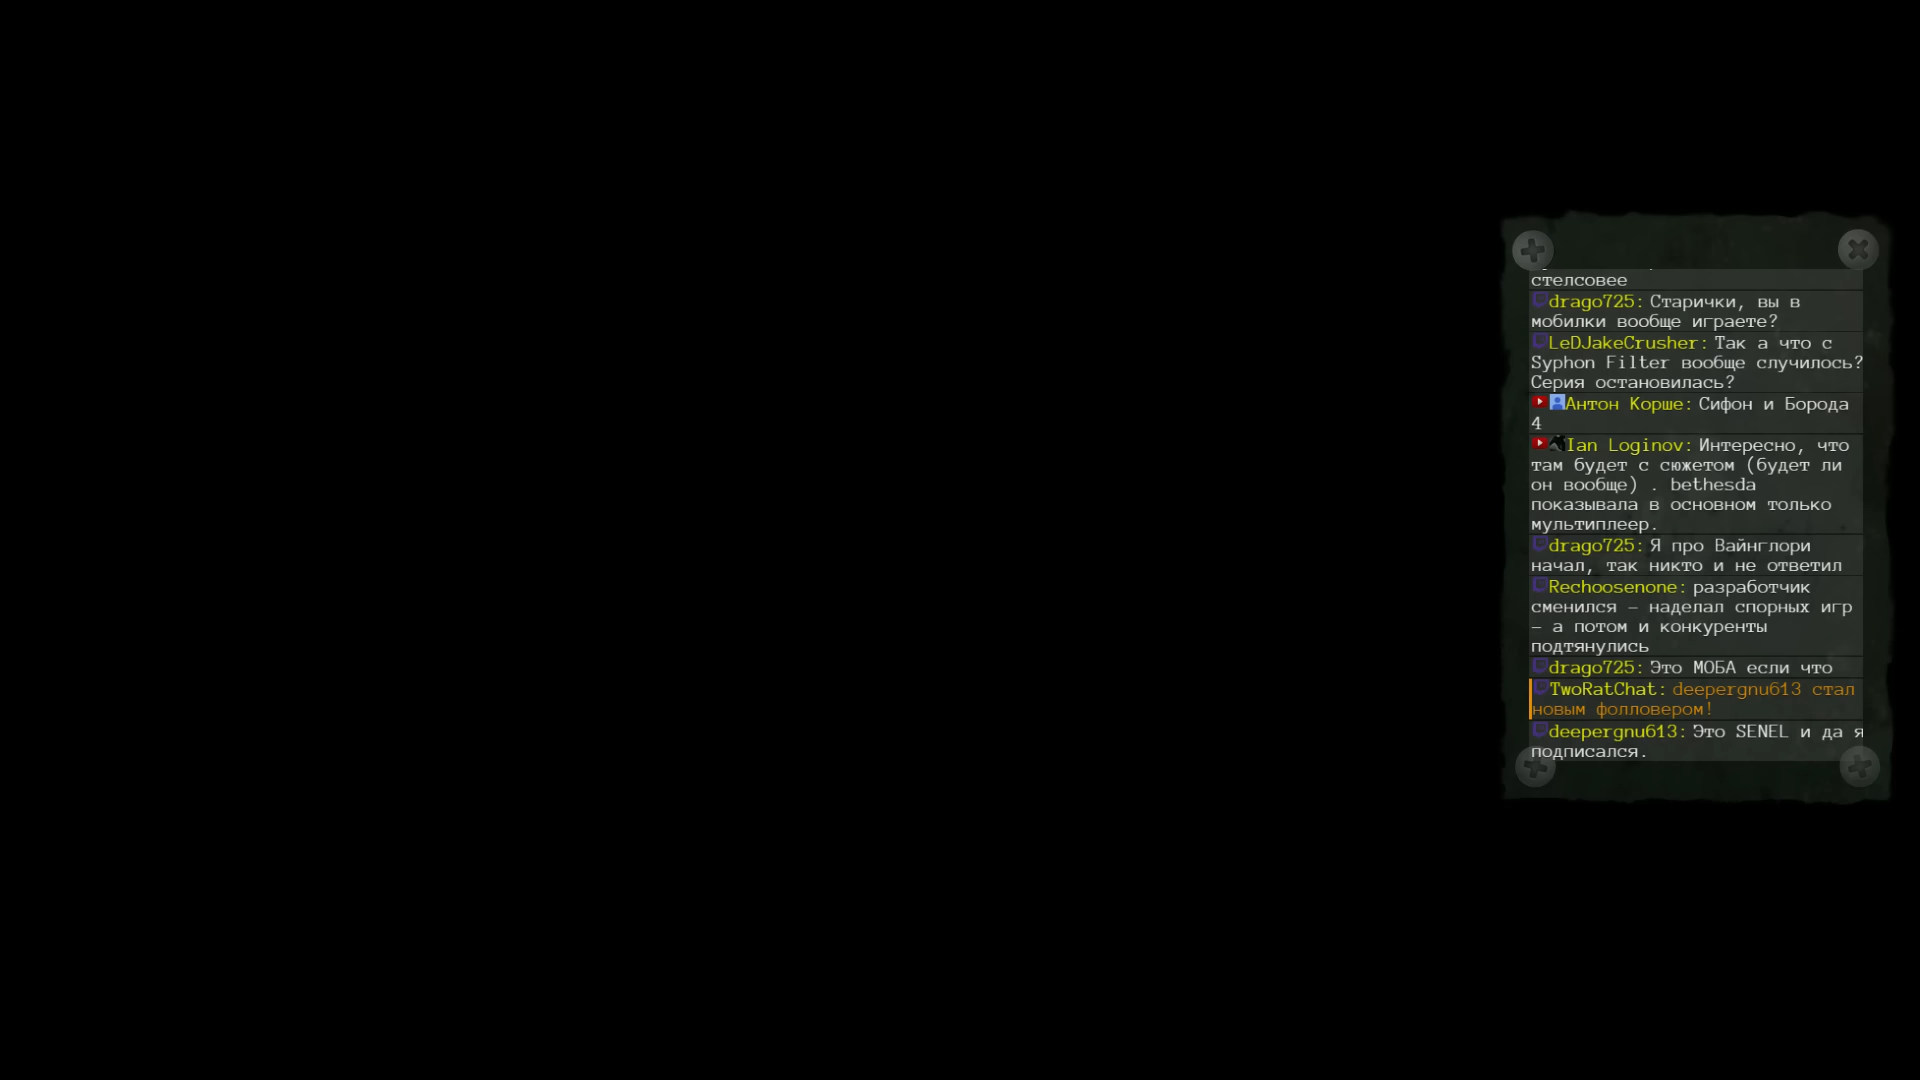 стелсовее
drago725: Старички, вы в
мобилки вообще играете?
LeDJakeCrusher: Так а что с
Syphon Filter вообще случилось?
Серия остановилась?
Антон Корше: Сифон и Борода
4
Ian Loginov: Интересно, что
там будет с сюжетом (будет ли
он вообще) . bethesda
показывала в основном только
мультиплеер.
drago725: Я про Вайнглори
начал, так никто и не ответил
Rechoosenone: разработчик
сменился – наделал спорных игр
– а потом и конкуренты
подтянулись
drago725: Это МОБА если что
TwoRatChat: deepergnu613 стал
новым фолловером!
deepergnu613: Это SENEL и да я
подписался.